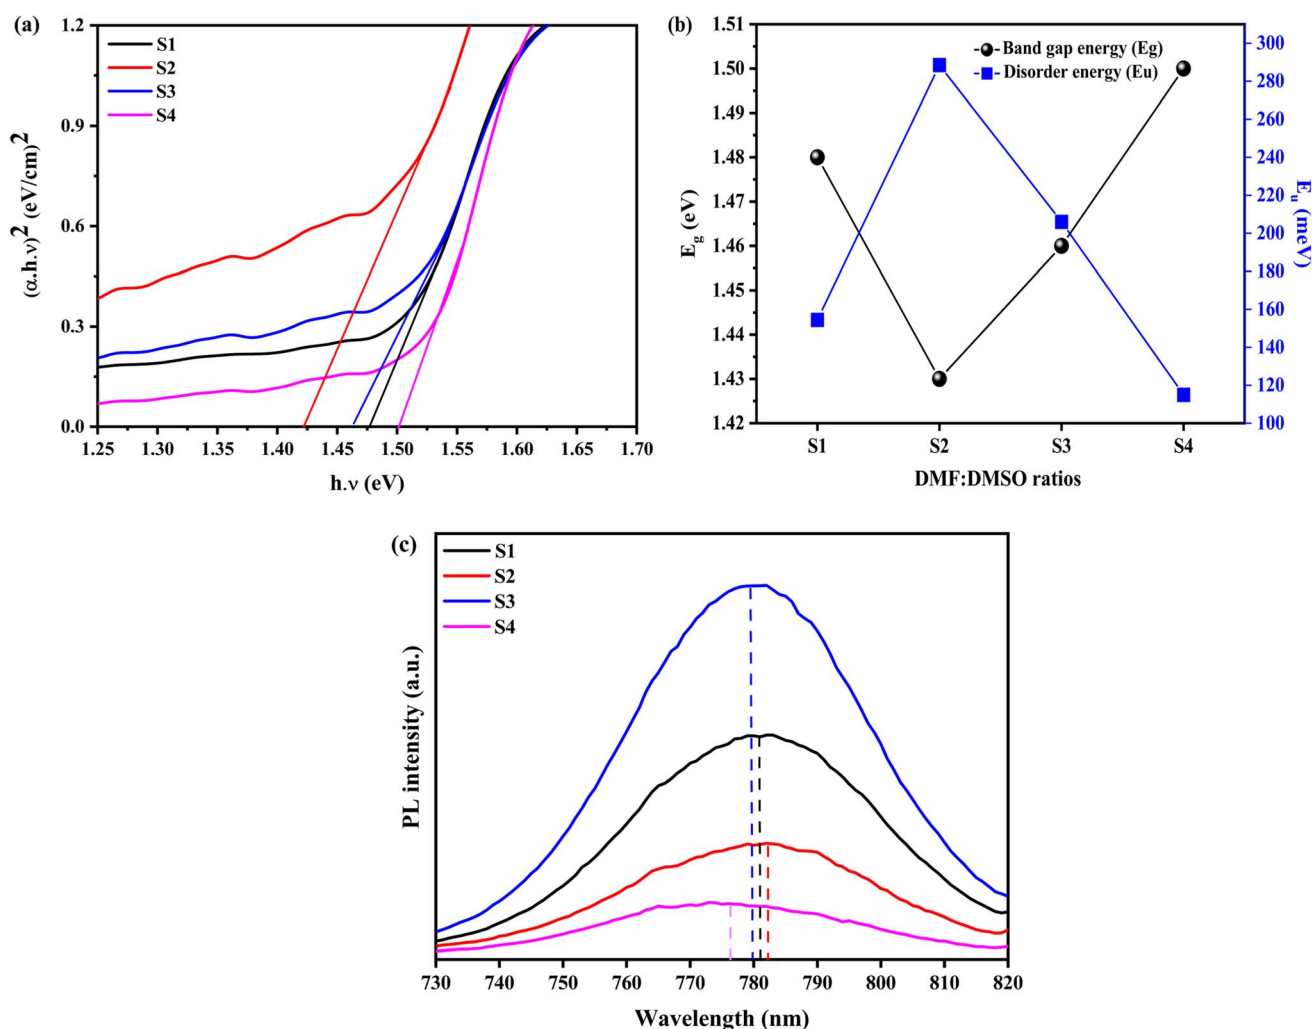 (a)
S1
S2
S3
S4
(α.h.ν)² (eV/cm)²
1.2
0.9
0.6
0.3
0.0
1.25 1.30 1.35 1.40 1.45 1.50 1.55 1.60 1.65 1.70
h.ν (eV)
(b)
Band gap energy (Eg)
Disorder energy (Eu)
E_g (eV)
1.51
1.50
1.49
1.48
1.47
1.46
1.45
1.44
1.43
1.42
300
280
260
240
220
200
180
160
140
120
100
E_u (meV)
S1 S2 S3 S4
DMF:DMSO ratios
(c)
S1
S2
S3
S4
PL intensity (a.u.)
730 740 750 760 770 780 790 800 810 820
Wavelength (nm)